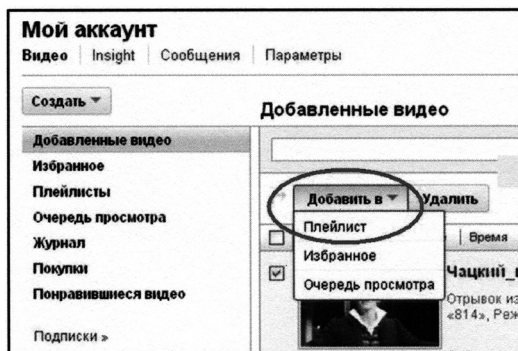 Мой аккаунт
Видео Insight Сообщения Параметры
Создать
Добавленные видео
Добавленные видео
Избранное
Плейлисты
Очередь просмотра
Журнал
Покупки
Понравившиеся видео
Подписки »
Добавить в Удалить
Плейлист
Избранное
Очередь просмотра
Время
Чацкий_
Отрывок из
«814», Реж